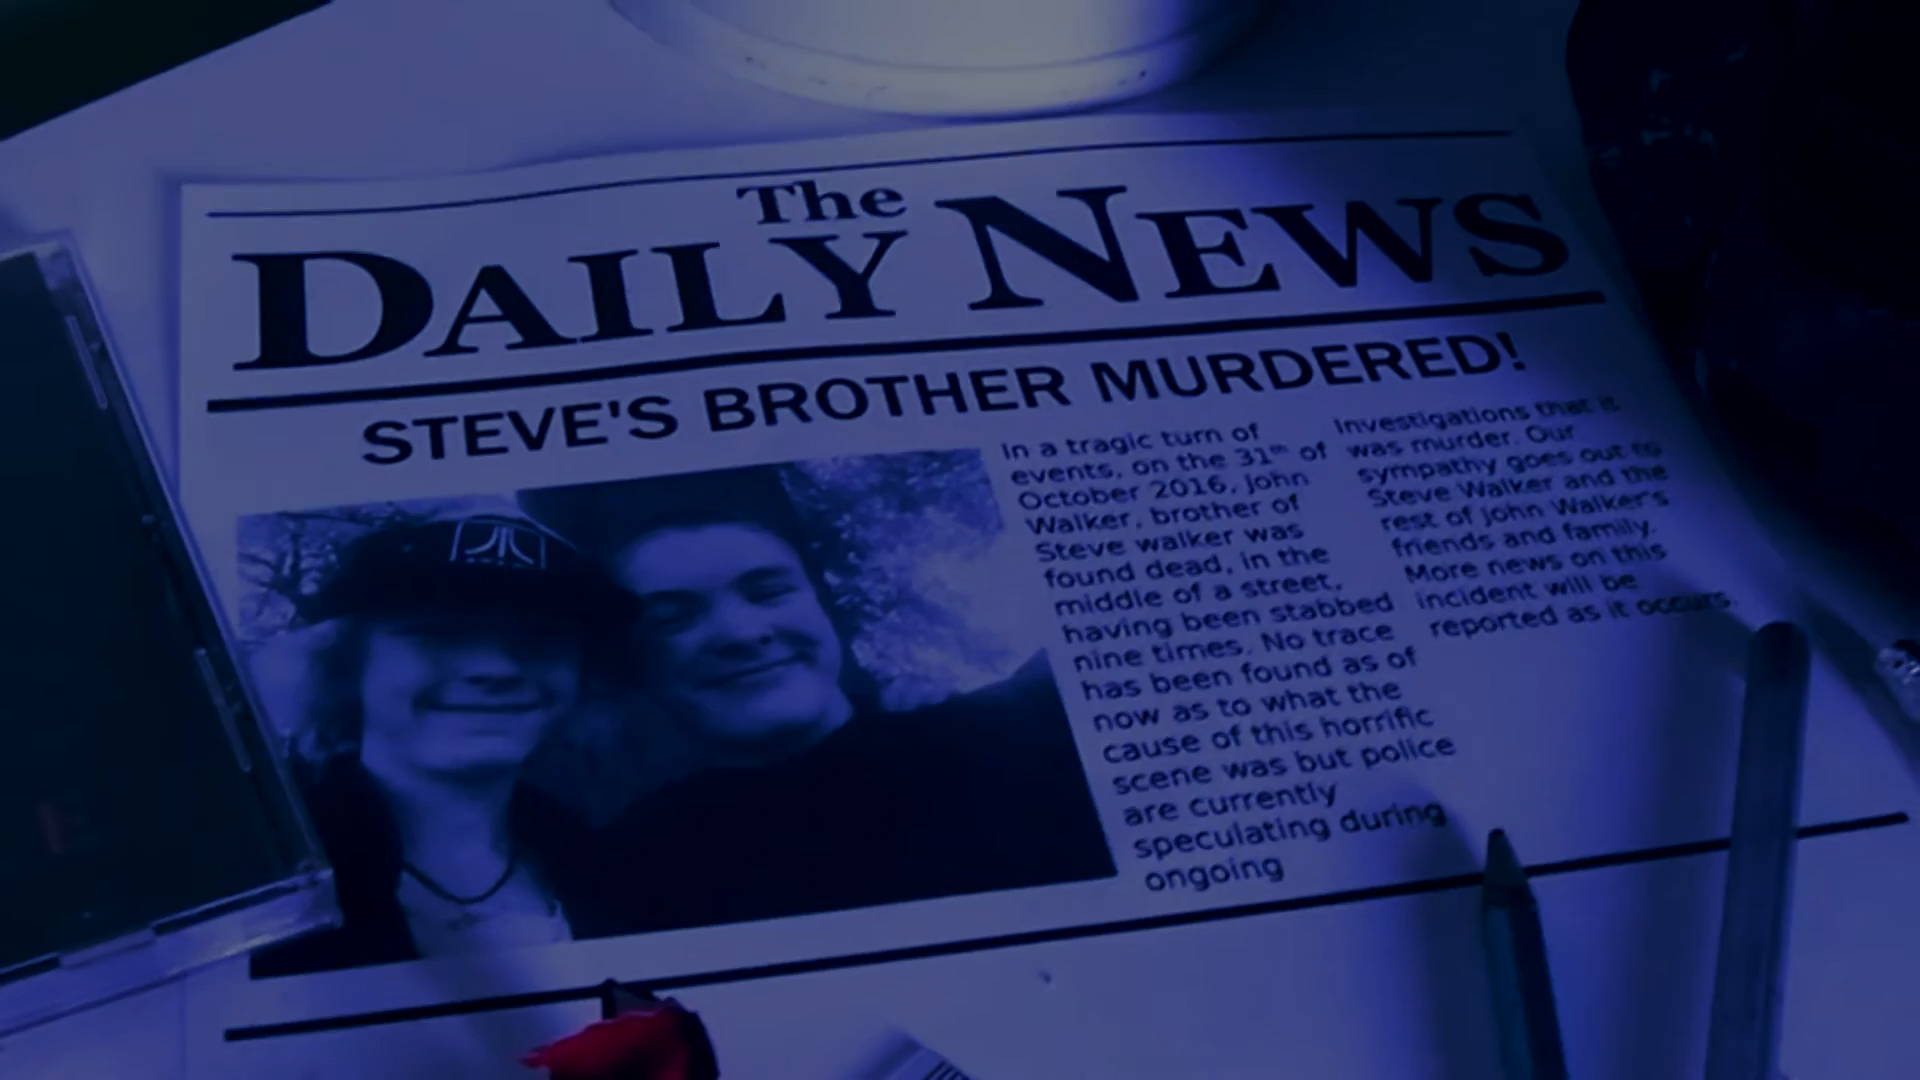 The
DAILY NEWS
STEVE'S BROTHER MURDERED!
In a tragic turn of
events, on the 31st of
October 2016, John
Walker, brother of
Steve walker was
found dead, in the
middle of a street,
having been stabbed
nine times. No trace
has been found as of
now as to what the
cause of this horrific
scene was but police
are currently
speculating during
ongoing
Investigations that it
was murder. Our
sympathy goes out to
Steve Walker and the
rest of John Walker's
friends and family.
More news on this
incident will be
reported as it occurs.